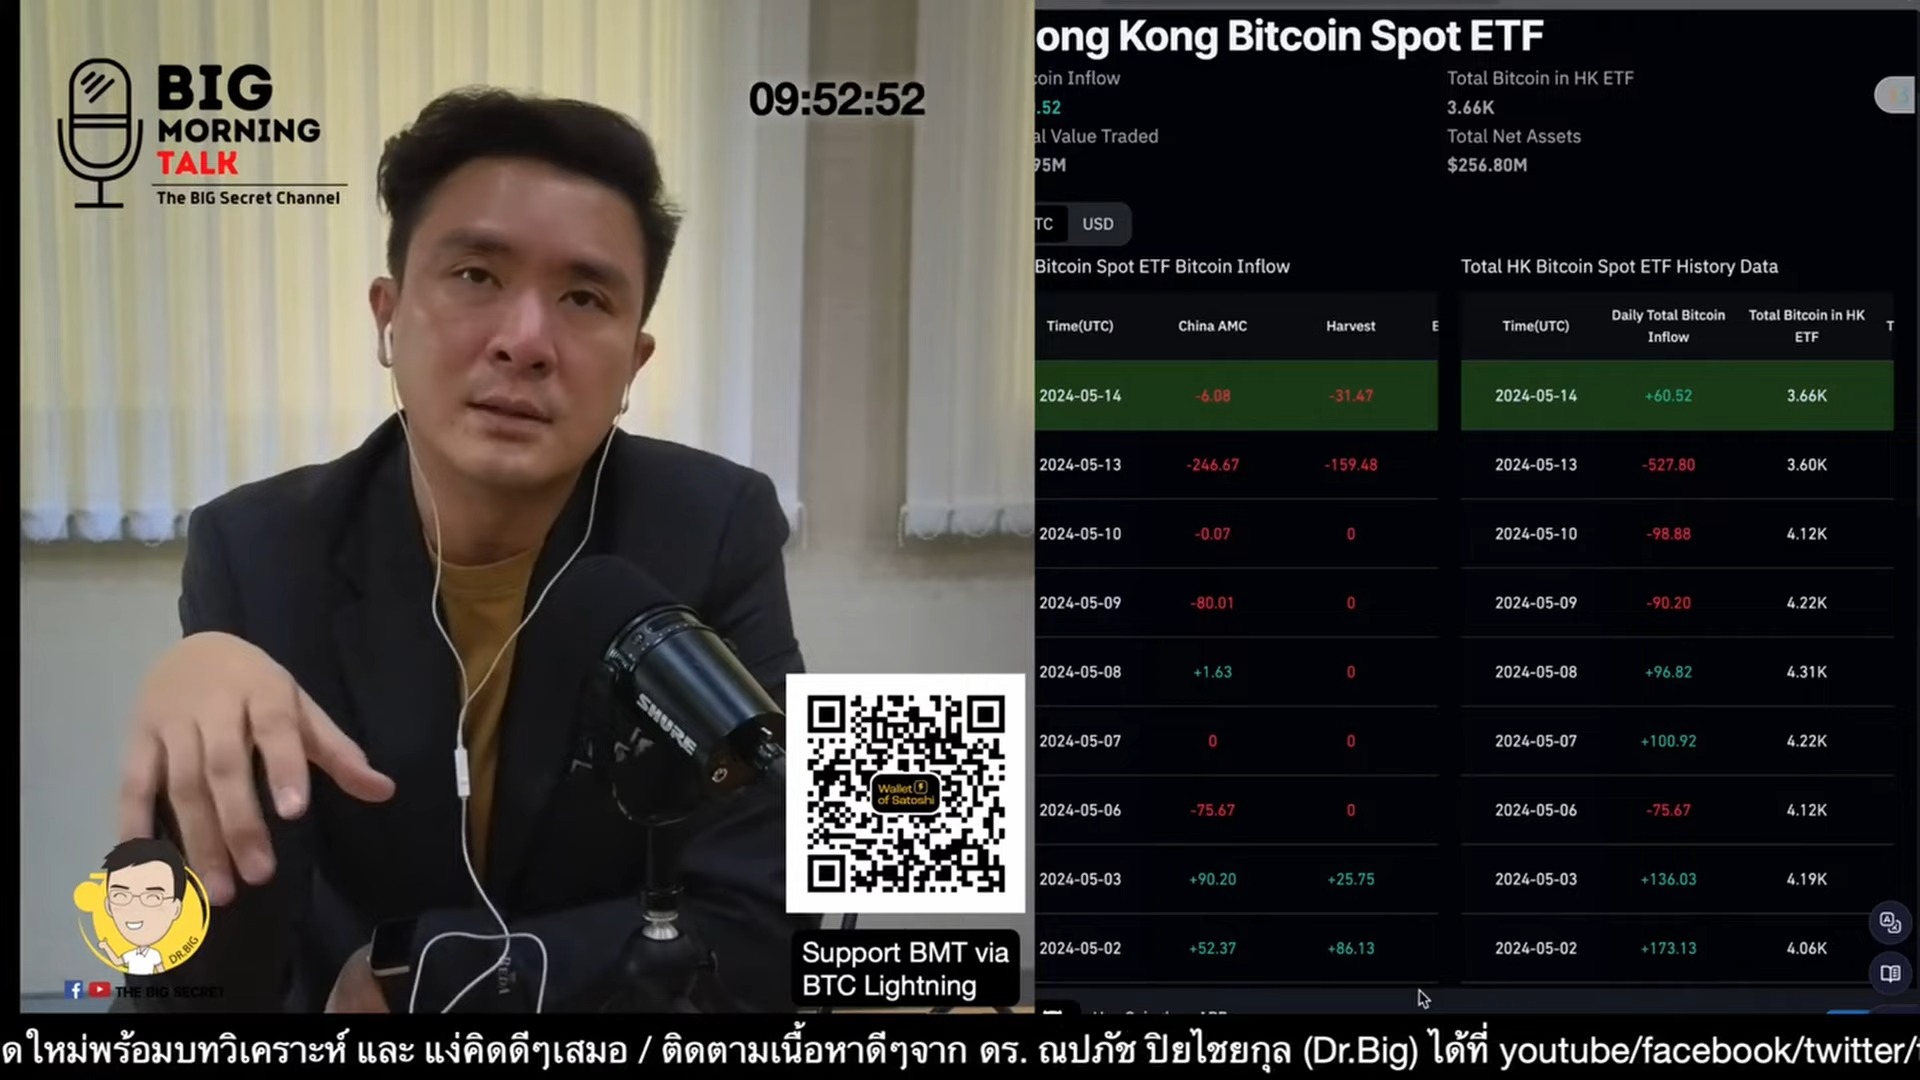 BIG
MORNING
TALK
The BIG Secret Channel
09:52:52
SHURE
Wallet
of Satoshi
Support BMT via
BTC Lightning
DR.BIG
THE BIG SECRET
ong Kong Bitcoin Spot ETF
coin Inflow
.52
al Value Traded
95M
Total Bitcoin in HK ETF
3.66K
Total Net Assets
$256.80M
TC USD
Bitcoin Spot ETF Bitcoin Inflow
Time(UTC) China AMC Harvest E
2024-05-14 -6.08 -31.47
2024-05-13 -246.67 -159.48
2024-05-10 -0.07 0
2024-05-09 -80.01 0
2024-05-08 +1.63 0
2024-05-07 0 0
2024-05-06 -75.67 0
2024-05-03 +90.20 +25.75
2024-05-02 +52.37 +86.13
Total HK Bitcoin Spot ETF History Data
Time(UTC) Daily Total Bitcoin Inflow Total Bitcoin in HK ETF T
2024-05-14 +60.52 3.66K
2024-05-13 -527.80 3.60K
2024-05-10 -98.88 4.12K
2024-05-09 -90.20 4.22K
2024-05-08 +96.82 4.31K
2024-05-07 +100.92 4.22K
2024-05-06 -75.67 4.12K
2024-05-03 +136.03 4.19K
2024-05-02 +173.13 4.06K
ดใหม่พร้อมบทวิเคราะห์ และ แง่คิดดีๆเสมอ / ติดตามเนื้อหาดีๆจาก ดร. ณปภัช ปิยไชยกุล (Dr.Big) ได้ที่ youtube/facebook/twitter/